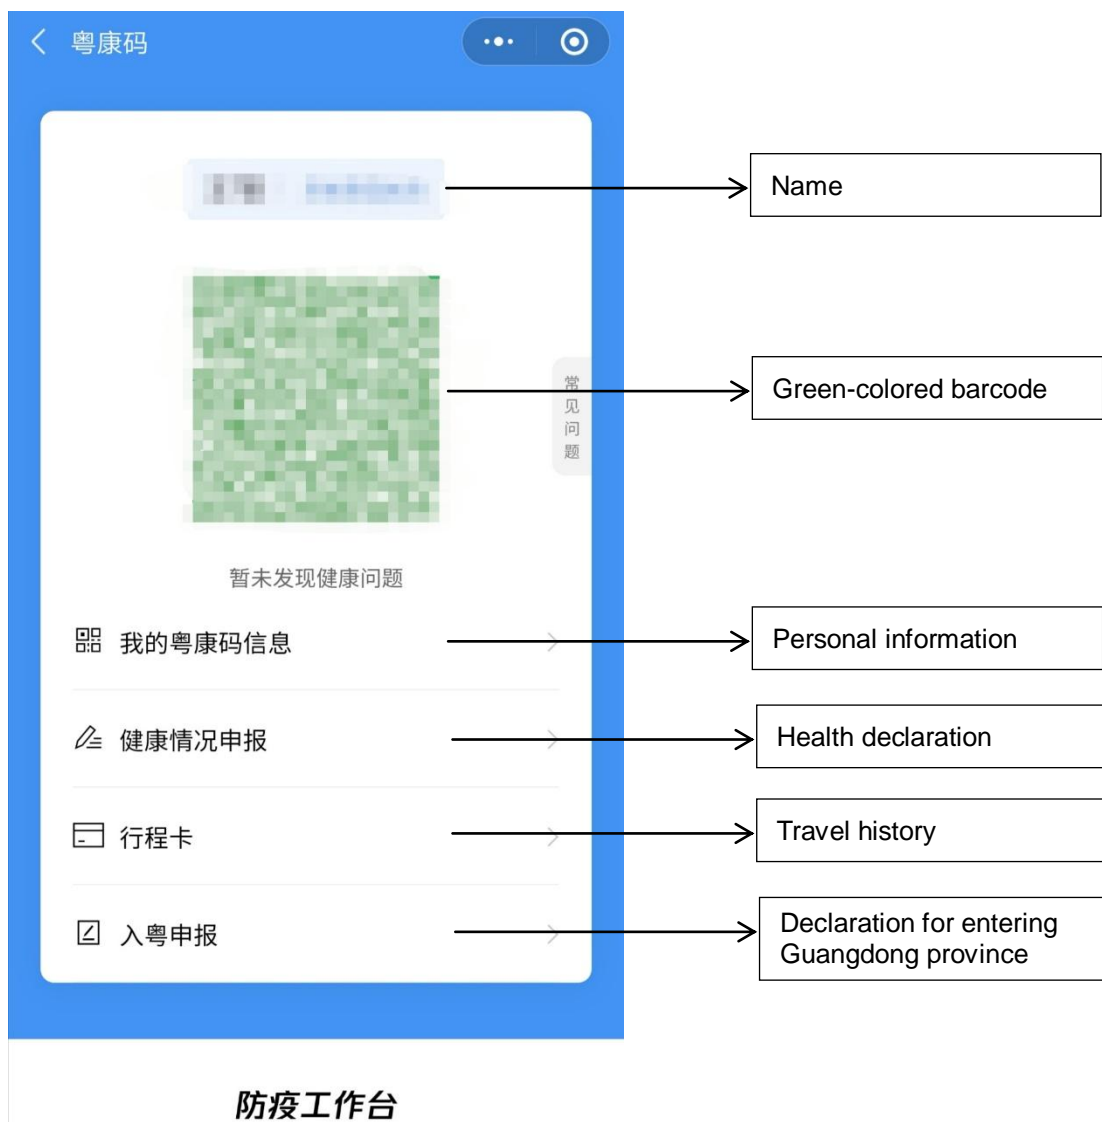 粤康码
Name
Green-colored barcode
常见问题
暂未发现健康问题
我的粤康码信息
Personal information
健康情况申报
Health declaration
行程卡
Travel history
入粤申报
Declaration for entering
Guangdong province
防疫工作台